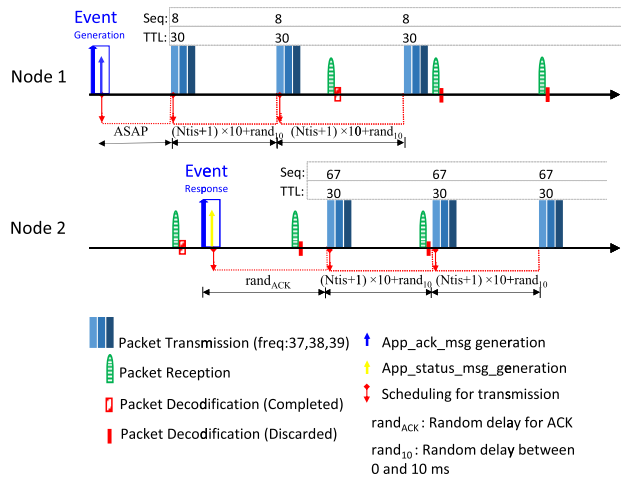 Event
Generation
Seq: 8 8 8
TTL: 30 30 30
Node 1
ASAP (Ntis+1) ×10+rand10 (Ntis+1) ×10+rand10
Event
Response
Seq: 67 67 67
TTL: 30 30 30
Node 2
randACK (Ntis+1) ×10+rand10 (Ntis+1) ×10+rand10
Packet Transmission (freq:37,38,39)
Packet Reception
Packet Decodification (Completed)
Packet Decodification (Discarded)
App_ack_msg generation
App_status_msg_generation
Scheduling for transmission
randACK : Random delay for ACK
rand10 : Random delay between
0 and 10 ms